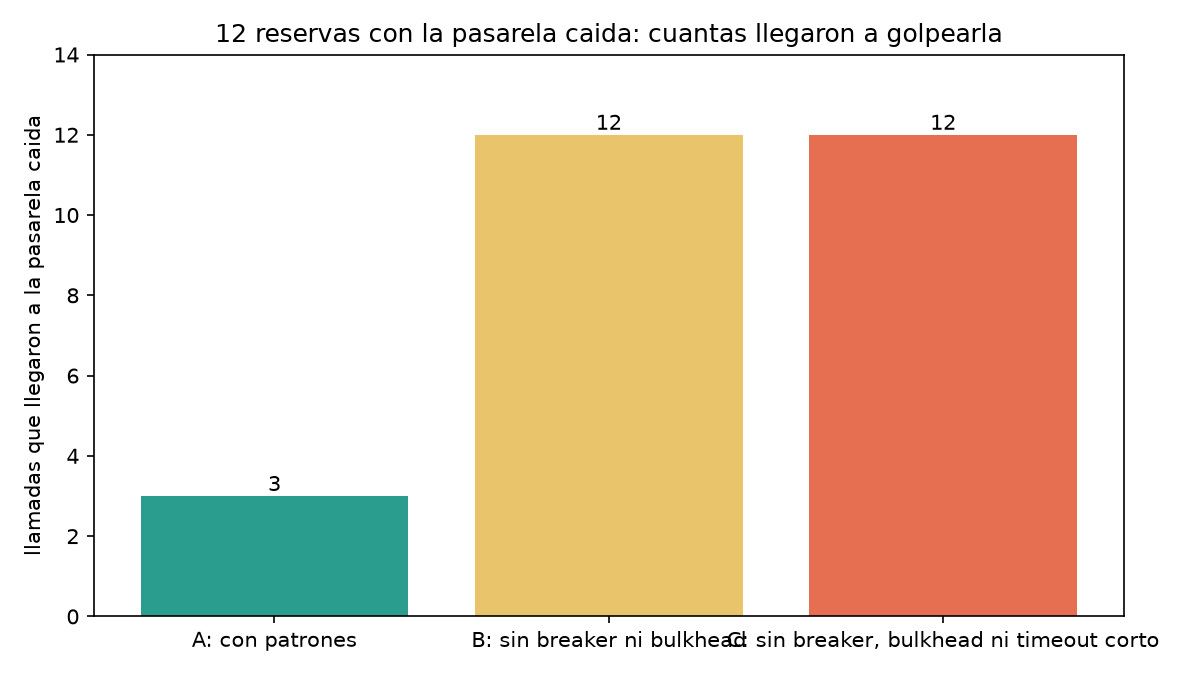 12 reservas con la pasarela caida: cuantas llegaron a golpearla
llamadas que llegaron a la pasarela caida
14
12
10
8
6
4
2
0
3
12
12
A: con patrones
B: sin breaker ni bulkhead
C: sin breaker, bulkhead ni timeout corto